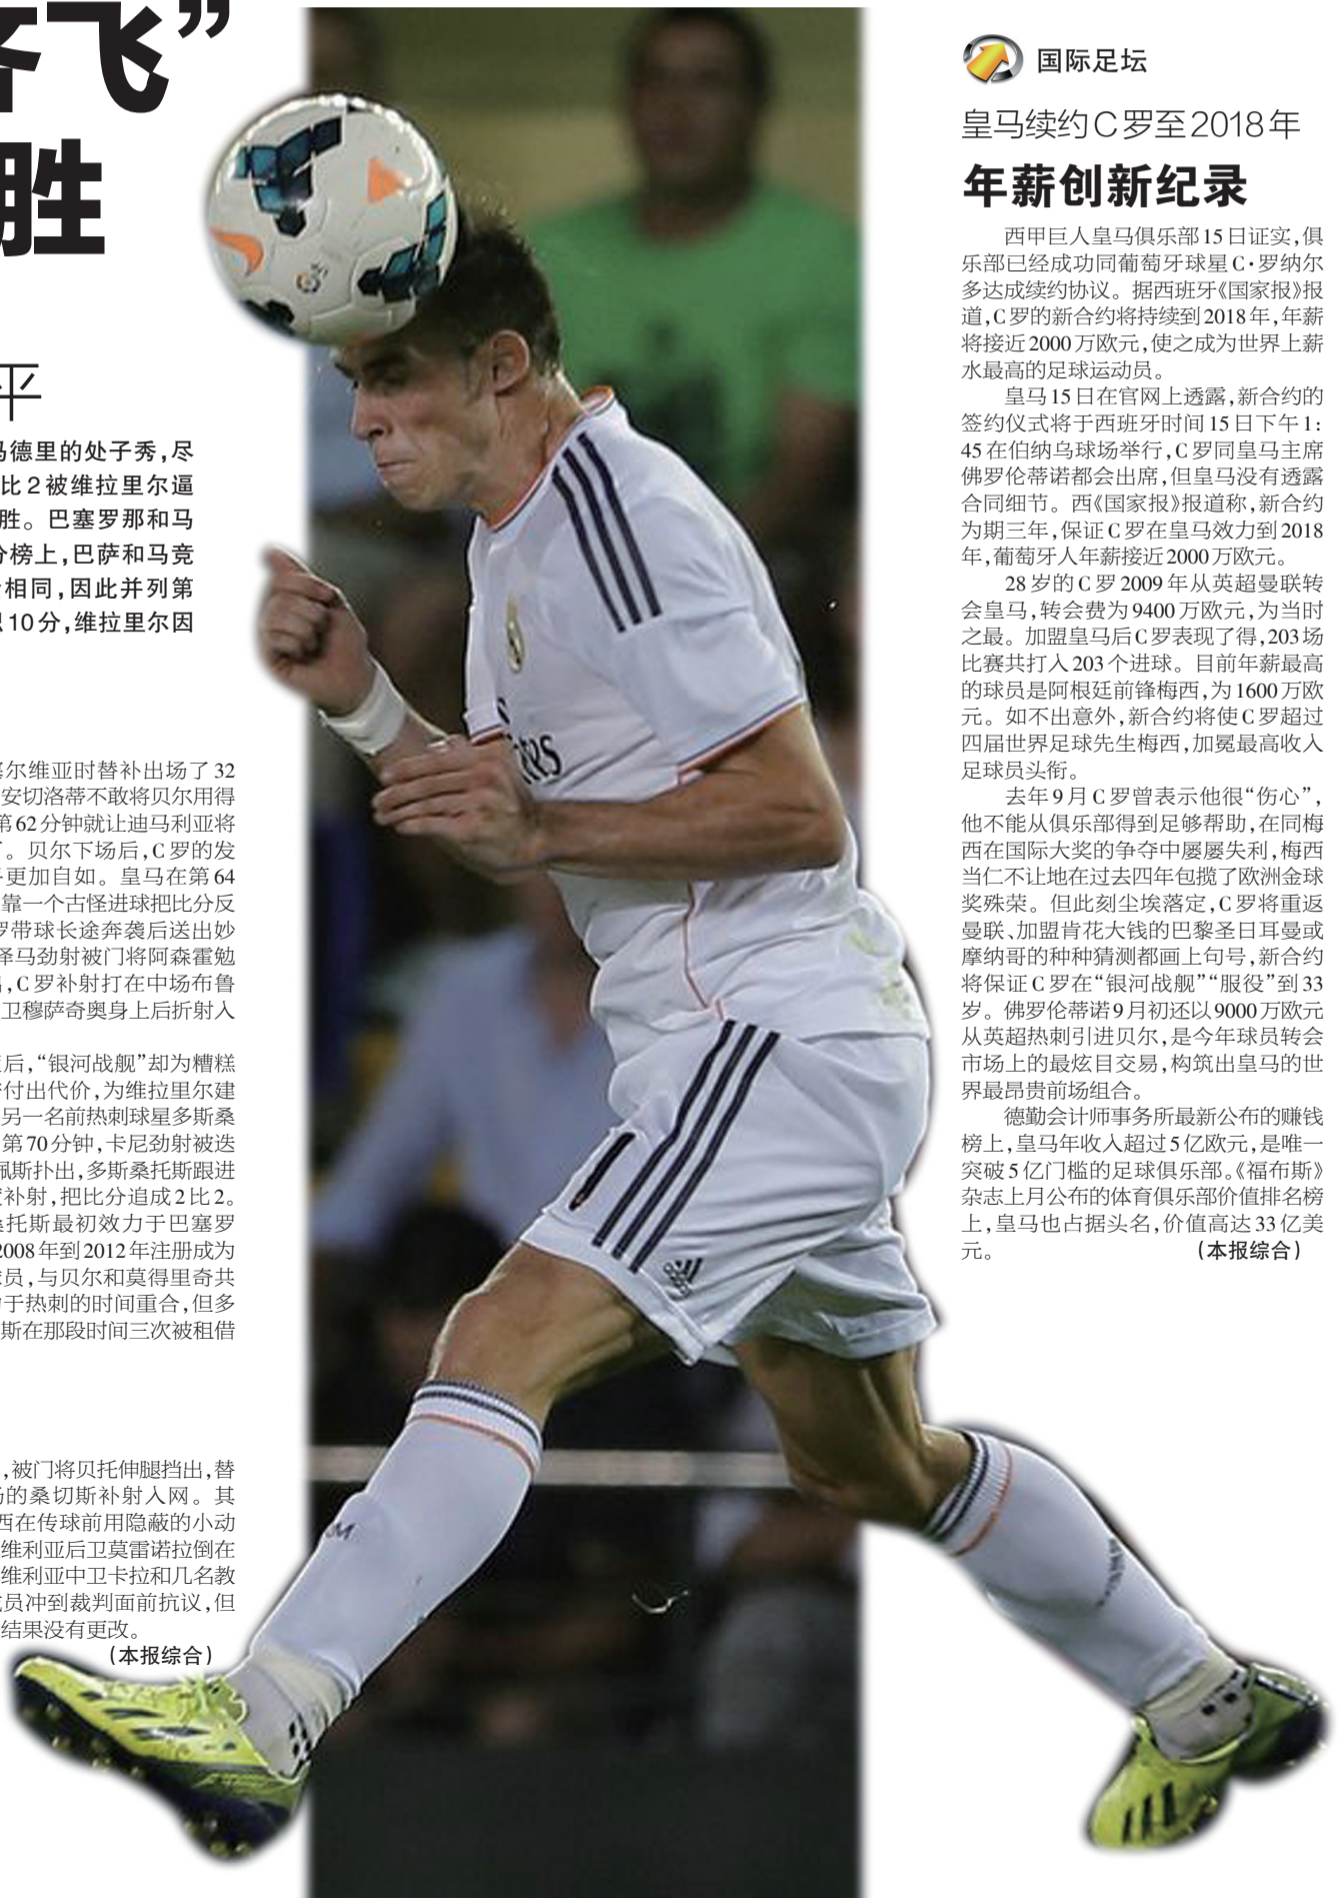 齐飞”
胜
平
马德里的处子秀,尽
比2被维拉里尔逼
胜。巴塞罗那和马
分榜上,巴萨和马竞
相同,因此并列第
积10分,维拉里尔因
塞尔维亚时替补出场了32
安切洛蒂不敢将贝尔用得
第62分钟就让迪马利亚将
下。贝尔下场后,C罗的发
更加自如。皇马在第64
靠一个古怪进球把比分反
罗带球长途奔袭后送出妙
泽马劲射被门将阿森霍勉
,C罗补射打在中场布鲁
卫穆萨奇奥身上后折射入
后,“银河战舰”却为糟糕
付出代价,为维拉里尔建
另一名前热刺球星多斯桑
第70分钟,卡尼劲射被迭
佩斯扑出,多斯桑托斯跟进
补射,把比分追成2比2。
桑托斯最初效力于巴塞罗
2008年到2012年注册成为
球员,与贝尔和莫得里奇共
于热刺的时间重合,但多
斯在那段时间三次被租借
,被门将贝托伸腿挡出,替
场的桑切斯补射入网。其
西在传球前用隐蔽的小动
维利亚后卫莫雷诺拉倒在
维利亚中卫卡拉和几名教
成员冲到裁判面前抗议,但
结果没有更改。
(本报综合)
adidas
国际足坛
皇马续约C罗至2018年
年薪创新纪录
西甲巨人皇马俱乐部15日证实,俱
乐部已经成功同葡萄牙球星C·罗纳尔
多达成续约协议。据西班牙《国家报》报
道,C罗的新合约将持续到2018年,年薪
将接近2000万欧元,使之成为世界上薪
水最高的足球运动员。
皇马15日在官网上透露,新合约的
签约仪式将于西班牙时间15日下午1:
45在伯纳乌球场举行,C罗同皇马主席
佛罗伦蒂诺都会出席,但皇马没有透露
合同细节。西《国家报》报道称,新合约
为期三年,保证C罗在皇马效力到2018
年,葡萄牙人年薪接近2000万欧元。
28岁的C罗2009年从英超曼联转
会皇马,转会费为9400万欧元,为当时
之最。加盟皇马后C罗表现了得,203场
比赛共打入203个进球。目前年薪最高
的球员是阿根廷前锋梅西,为1600万欧
元。如不出意外,新合约将使C罗超过
四届世界足球先生梅西,加冕最高收入
足球员头衔。
去年9月C罗曾表示他很“伤心”,
他不能从俱乐部得到足够帮助,在同梅
西在国际大奖的争夺中屡屡失利,梅西
当仁不让地在过去四年包揽了欧洲金球
奖殊荣。但此刻尘埃落定,C罗将重返
曼联、加盟肯花大钱的巴黎圣日耳曼或
摩纳哥的种种猜测都画上句号,新合约
将保证C罗在“银河战舰”“服役”到33
岁。佛罗伦蒂诺9月初还以9000万欧元
从英超热刺引进贝尔,是今年球员转会
市场上的最炫目交易,构筑出皇马的世
界最昂贵前场组合。
德勤会计师事务所最新公布的赚钱
榜上,皇马年收入超过5亿欧元,是唯一
突破5亿门槛的足球俱乐部。《福布斯》
杂志上月公布的体育俱乐部价值排名榜
上,皇马也占据头名,价值高达33亿美
元。
(本报综合)